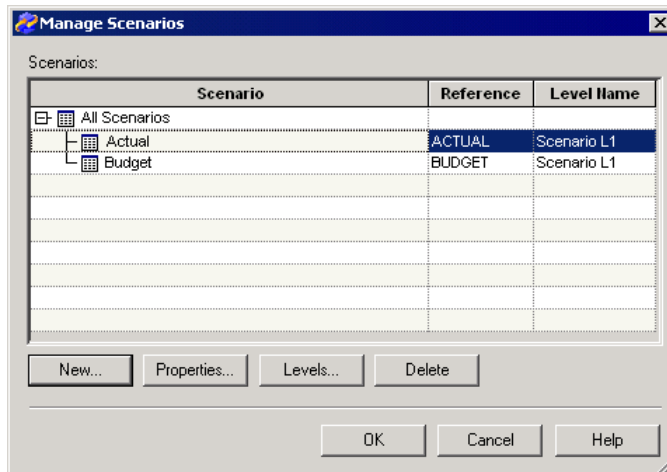 Manage Scenarios
Scenarios:
Scenario Reference Level Name
All Scenarios
Actual ACTUAL Scenario L1
Budget BUDGET Scenario L1
New... Properties... Levels... Delete
OK Cancel Help